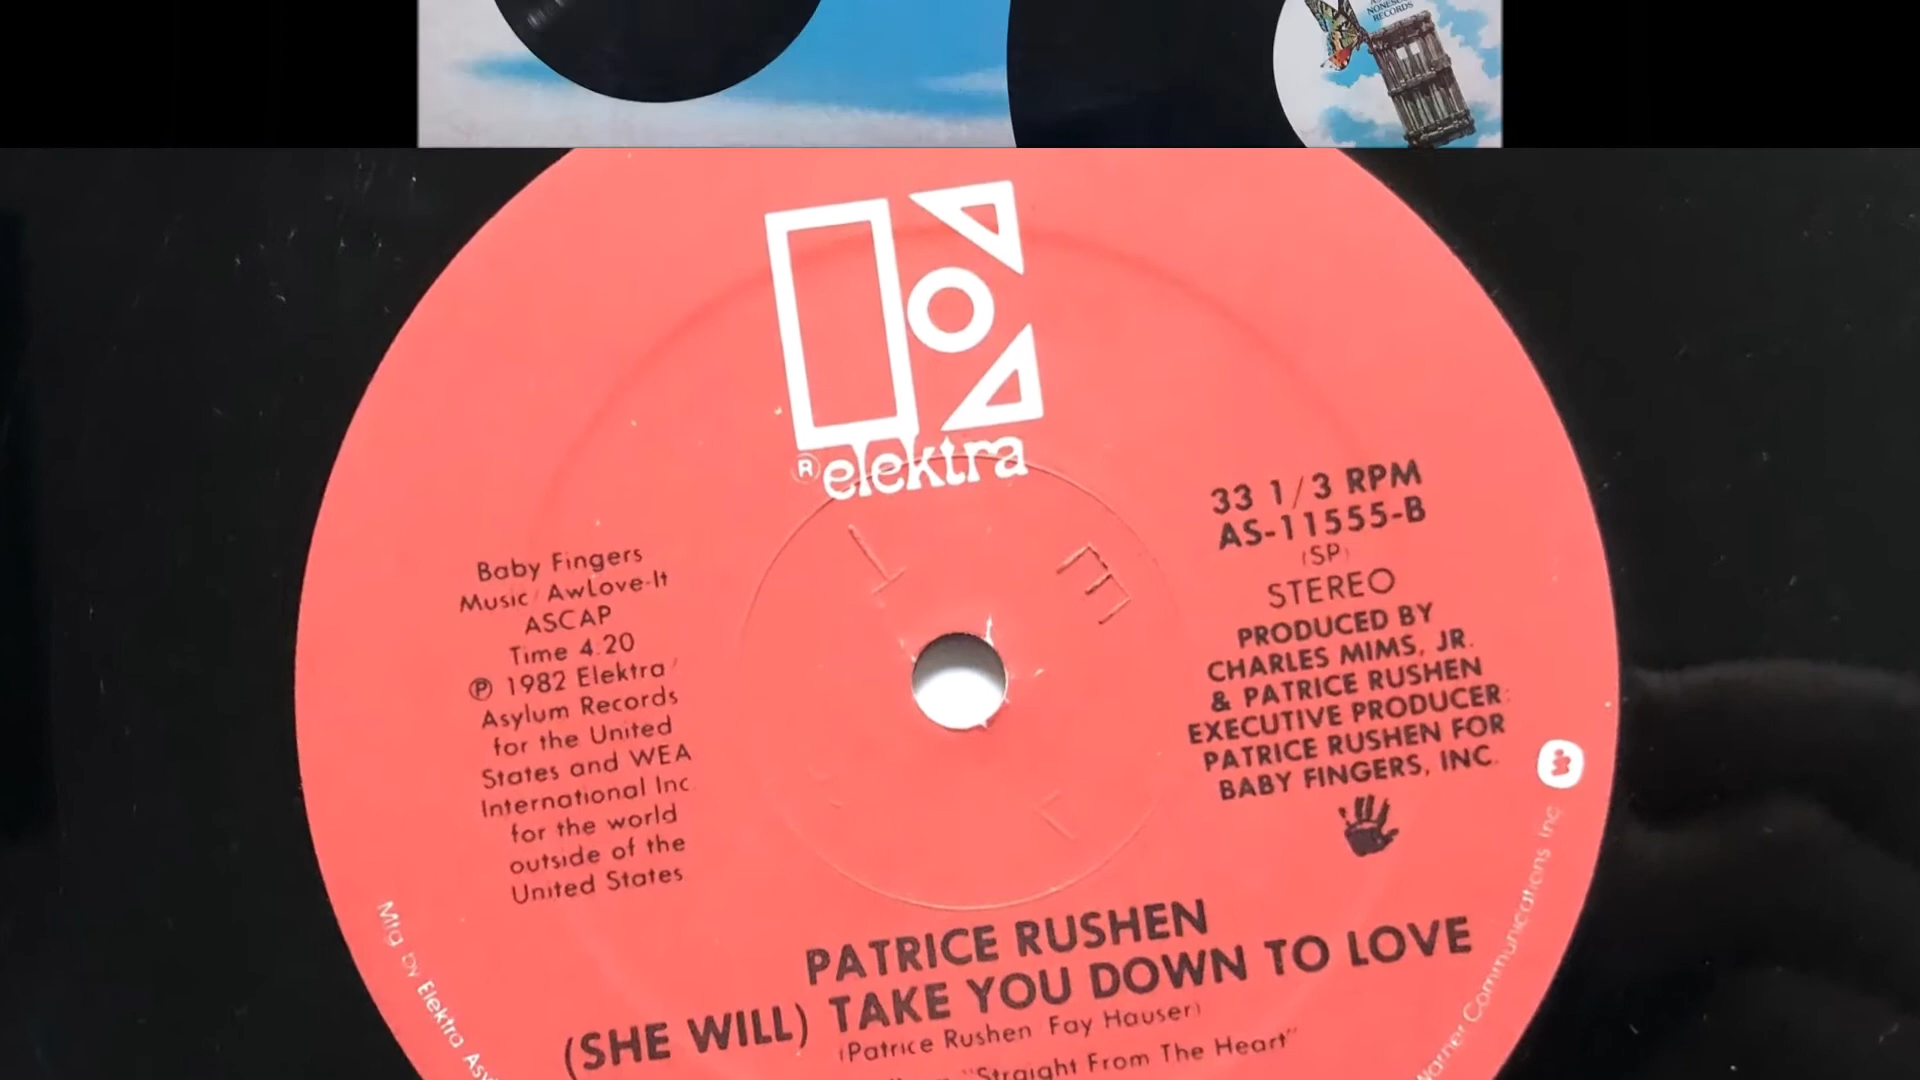 RECORDS
elektra
Baby Fingers
Music/AwLove-It
ASCAP
Time 4:20
℗ 1982 Elektra/
Asylum Records
for the United
States and WEA
International Inc.
for the world
outside of the
United States
33 1/3 RPM
AS-11555-B
(SP)
STEREO
PRODUCED BY
CHARLES MIMS, JR.
& PATRICE RUSHEN
EXECUTIVE PRODUCER:
PATRICE RUSHEN FOR
BABY FINGERS, INC.
PATRICE RUSHEN
(SHE WILL) TAKE YOU DOWN TO LOVE
(Patrice Rushen Fay Hauser)
"Straight From The Heart"
Mfg by Elektra
Warner Communications Inc